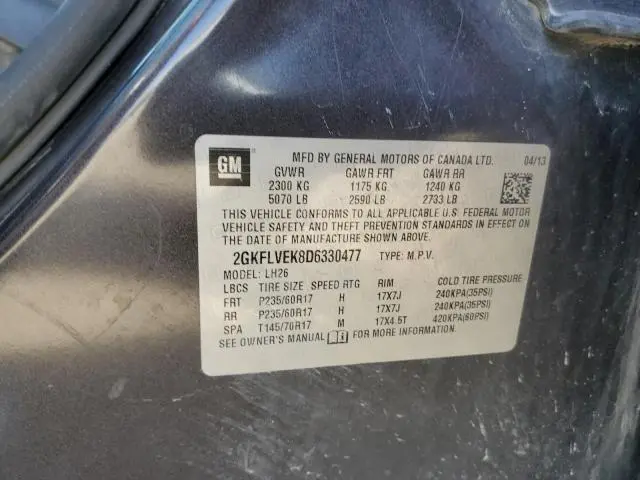 GM
MFD BY GENERAL MOTORS OF CANADA LTD. 04/13
GVWR GAWR FRT GAWR RR
2300 KG 1175 KG 1240 KG
5070 LB 2590 LB 2733 LB
THIS VEHICLE CONFORMS TO ALL APPLICABLE U.S. FEDERAL MOTOR
VEHICLE SAFETY AND THEFT PREVENTION STANDARDS IN EFFECT ON
THE DATE OF MANUFACTURE SHOWN ABOVE.
2GKFLVEK8D6330477 TYPE: M.P.V.
MODEL: LH26
LBCS TIRE SIZE SPEED RTG RIM COLD TIRE PRESSURE
FRT P235/60R17 H 17X7J 240KPA(35PSI)
RR P235/60R17 H 17X7J 240KPA(35PSI)
SPA T145/70R17 M 17X4.5T 420KPA(60PSI)
SEE OWNER'S MANUAL FOR MORE INFORMATION.